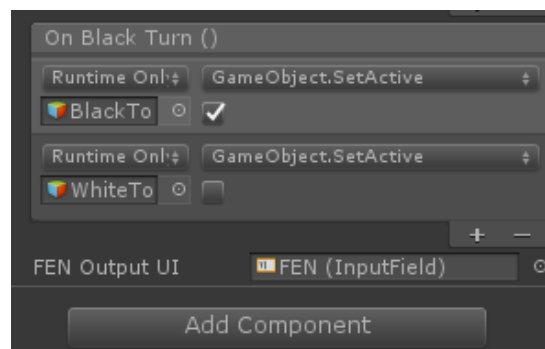 On Black Turn ()
Runtime Onl GameObject.SetActive
BlackTo
Runtime Onl GameObject.SetActive
WhiteTo
+ −
FEN Output UI FEN (InputField)
Add Component